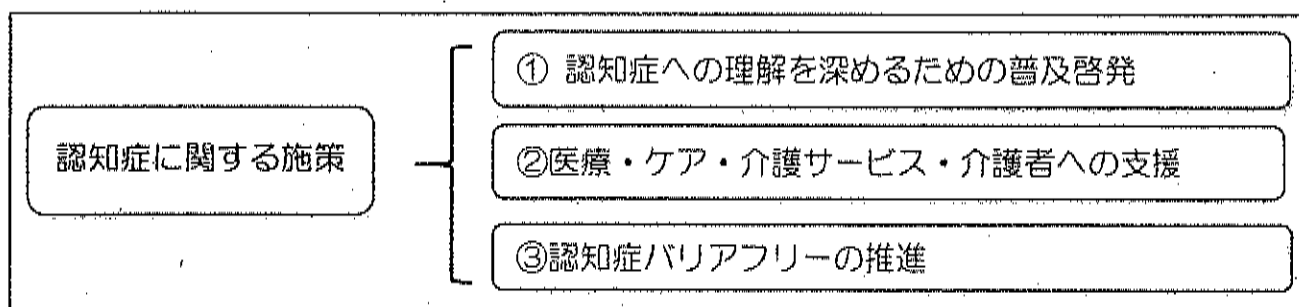 認知症に関する施策
① 認知症への理解を深めるための普及啓発
②医療・ケア・介護サービス・介護者への支援
③認知症バリアフリーの推進